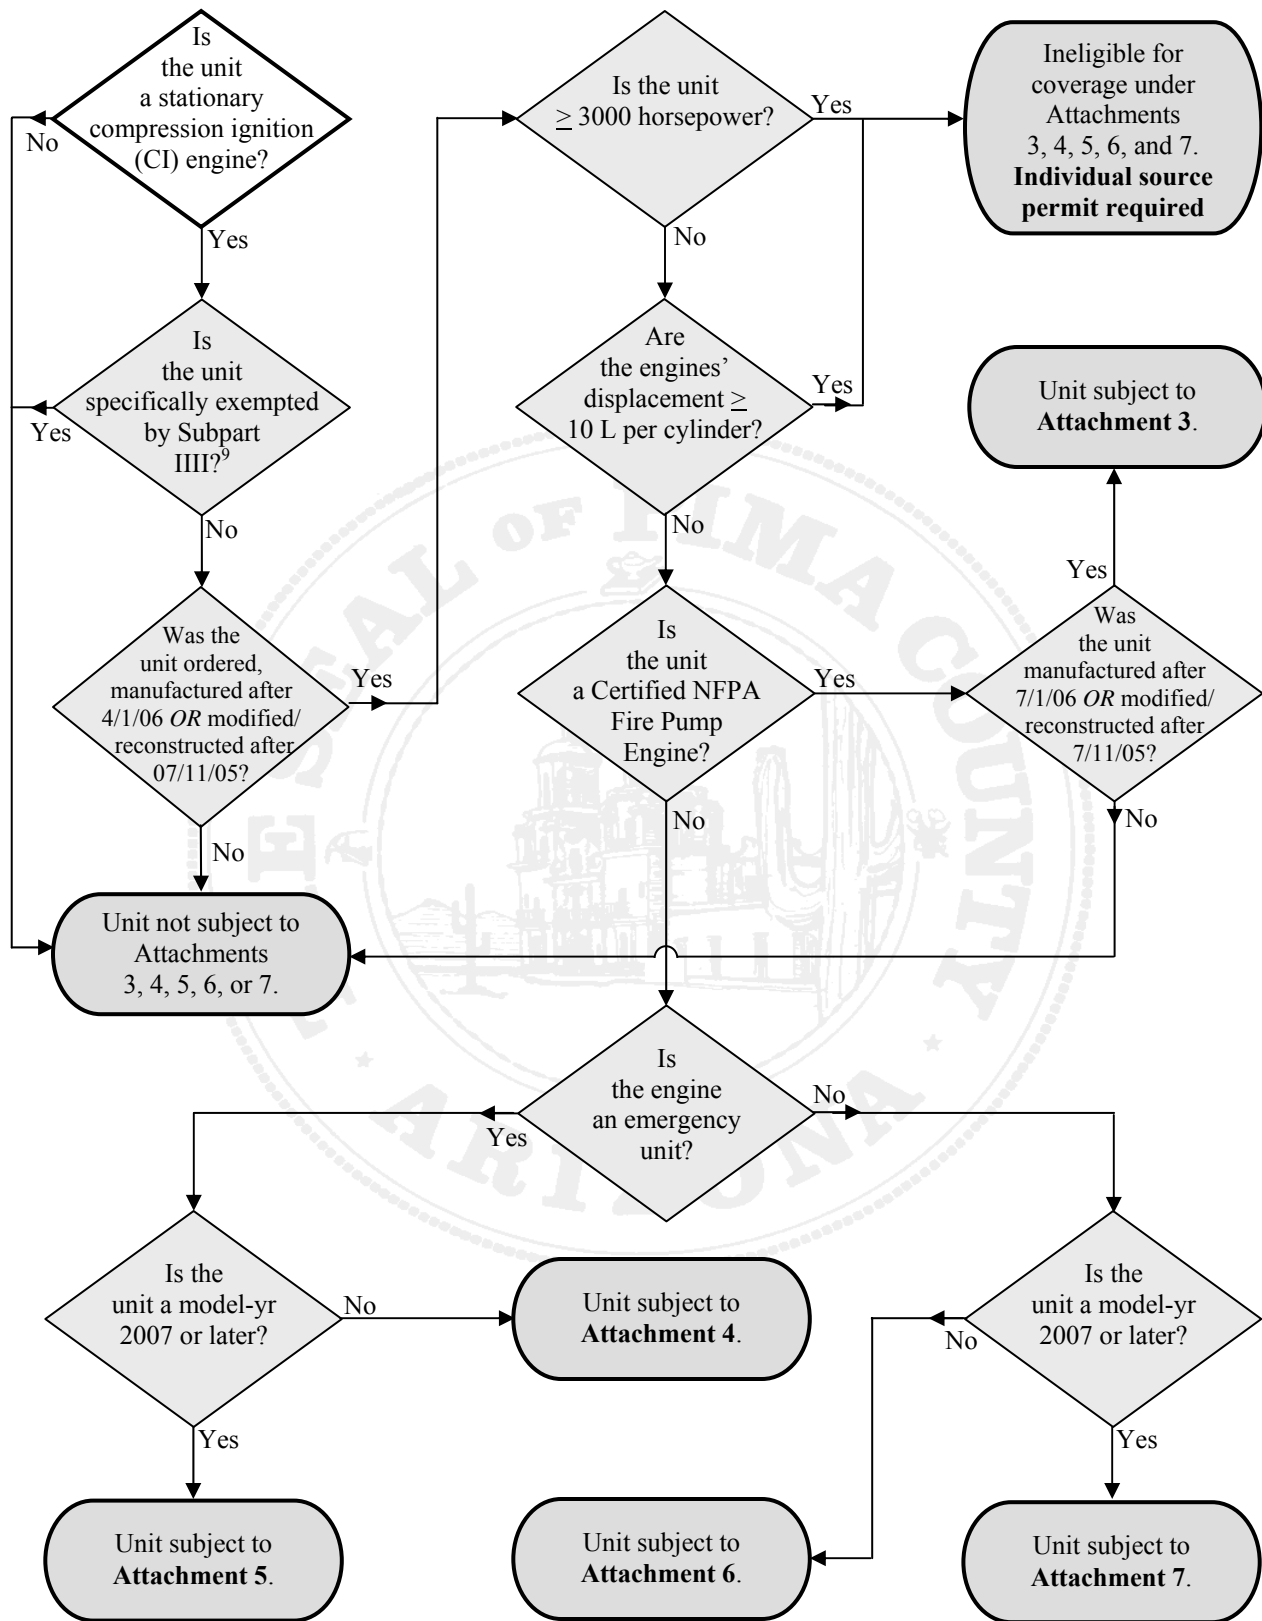 Is
the unit
a stationary
compression ignition
(CI) engine?
No
Yes
Is
the unit
specifically exempted
by Subpart
IIII?9
Yes
No
Was the
unit ordered,
manufactured after
4/1/06 OR modified/
reconstructed after
07/11/05?
Yes
No
Unit not subject to
Attachments
3, 4, 5, 6, or 7.
Is the unit
≥ 3000 horsepower?
Yes
No
Ineligible for
coverage under
Attachments
3, 4, 5, 6, and 7.
Individual source
permit required
Are
the engines’
displacement ≥
10 L per cylinder?
Yes
No
Is
the unit
a Certified NFPA
Fire Pump
Engine?
Yes
No
Was
the unit
manufactured after
7/1/06 OR modified/
reconstructed after
7/11/05?
Yes
No
Unit subject to
Attachment 3.
Is
the engine
an emergency
unit?
Yes
No
Is the
unit a model-yr
2007 or later?
No
Yes
Unit subject to
Attachment 4.
Unit subject to
Attachment 5.
Is the
unit a model-yr
2007 or later?
No
Yes
Unit subject to
Attachment 6.
Unit subject to
Attachment 7.
SEAL OF PIMA COUNTY
ARIZONA